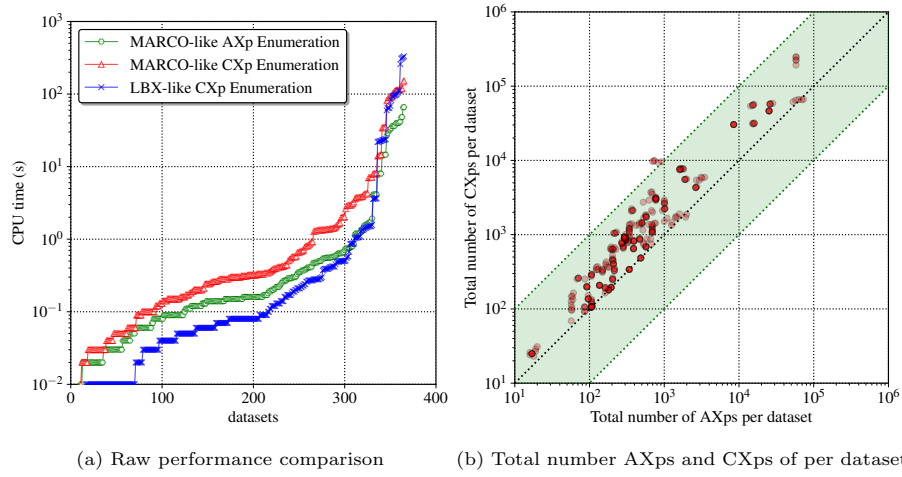 10^3
10^2
10^1
10^0
10^−1
10^−2
CPU time (s)
MARCO-like AXp Enumeration
MARCO-like CXp Enumeration
LBX-like CXp Enumeration
0 100 200 300 400
datasets
(a) Raw performance comparison
10^6
10^5
10^4
10^3
10^2
10^1
Total number of CXps per dataset
10^1 10^2 10^3 10^4 10^5 10^6
Total number of AXps per dataset
(b) Total number AXps and CXps of per dataset